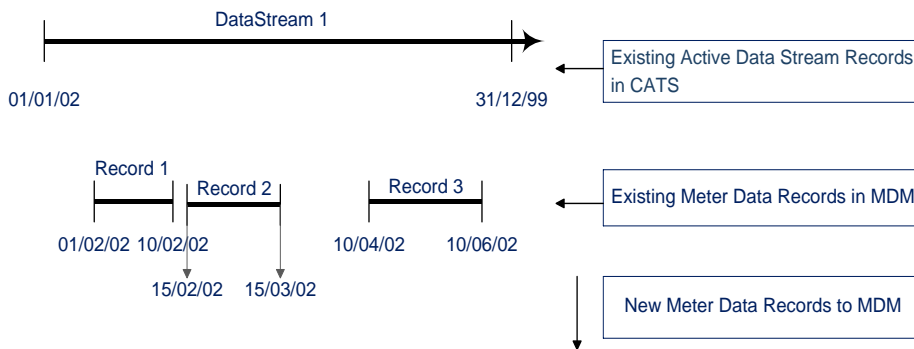 DataStream 1
Existing Active Data Stream Records
in CATS
01/01/02
31/12/99
Record 1
Record 2
Record 3
Existing Meter Data Records in MDM
01/02/02
10/02/02
10/04/02
10/06/02
15/02/02
15/03/02
New Meter Data Records to MDM